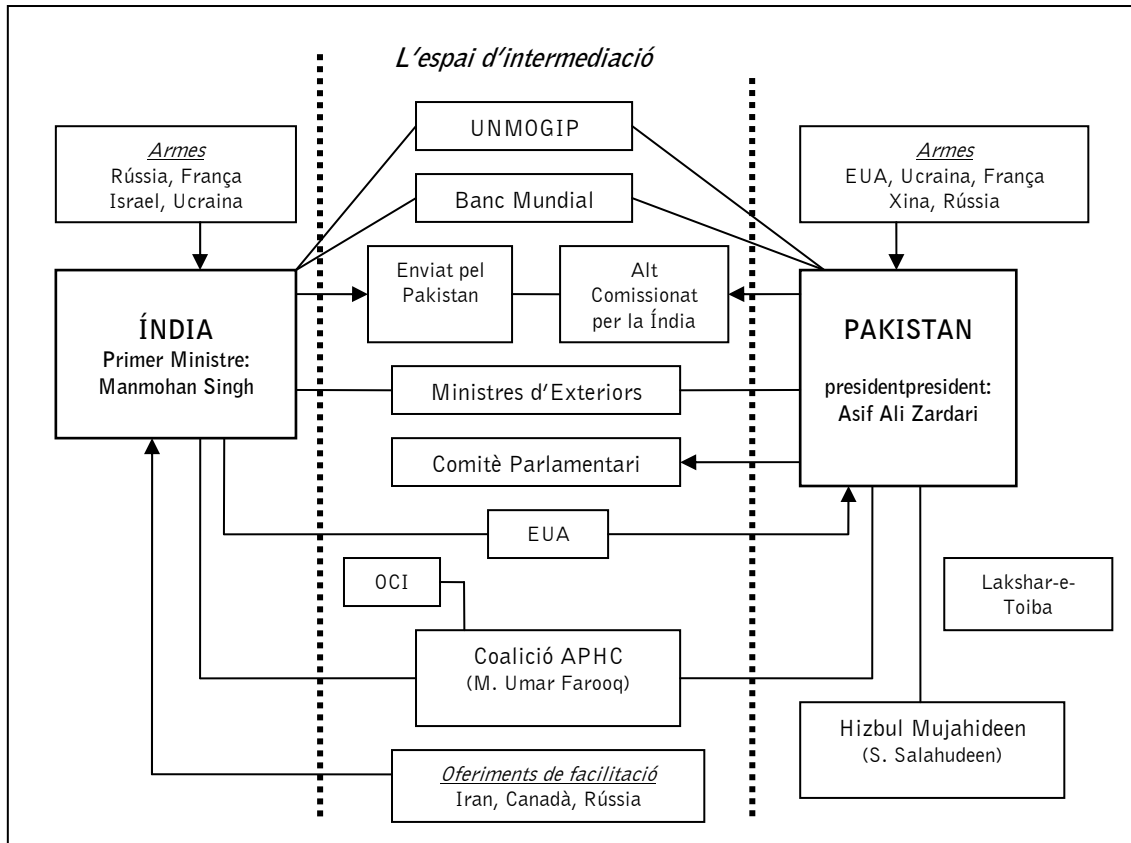 L'espai d'intermediació
UNMOGIP
Armes
Rússia, França
Israel, Ucraina
Armes
EUA, Ucraina, França
Xina, Rússia
Banc Mundial
Enviat pel
Pakistan
Alt
Comissionat
per la Índia
ÍNDIA
Primer Ministre:
Manmohan Singh
PAKISTAN
presidentpresident:
Asif Ali Zardari
Ministres d'Exteriors
Comitè Parlamentari
EUA
OCI
Lakshar-e-
Toiba
Coalició APHC
(M. Umar Farooq)
Hizbul Mujahideen
(S. Salahudeen)
Oferiments de facilitació
Iran, Canadà, Rússia